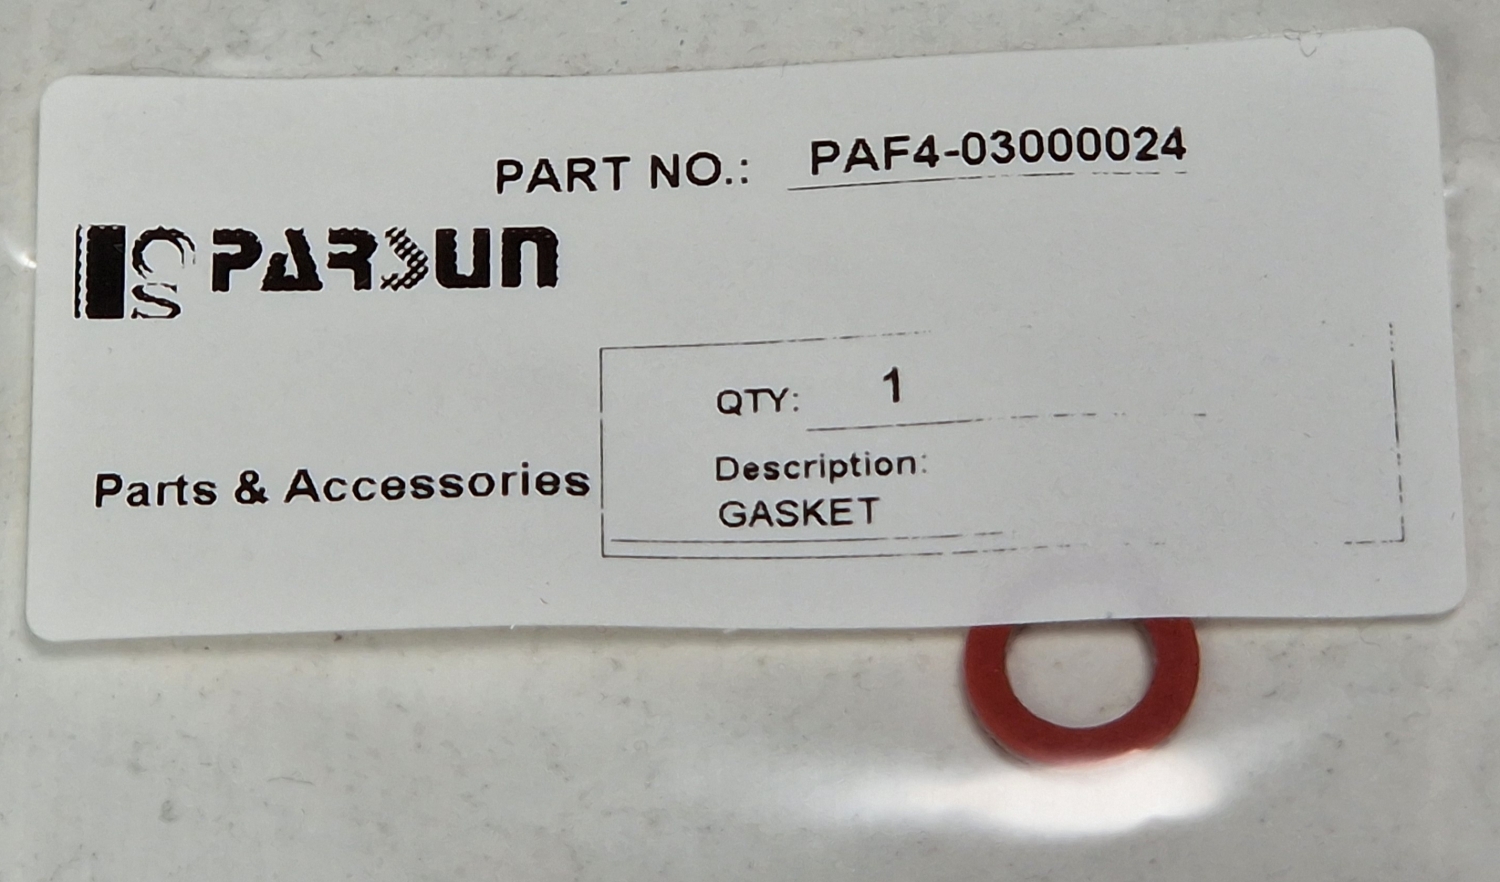 PART NO.: PAF4-03000024
PARSUN
QTY: 1
Parts & Accessories
Description:
GASKET